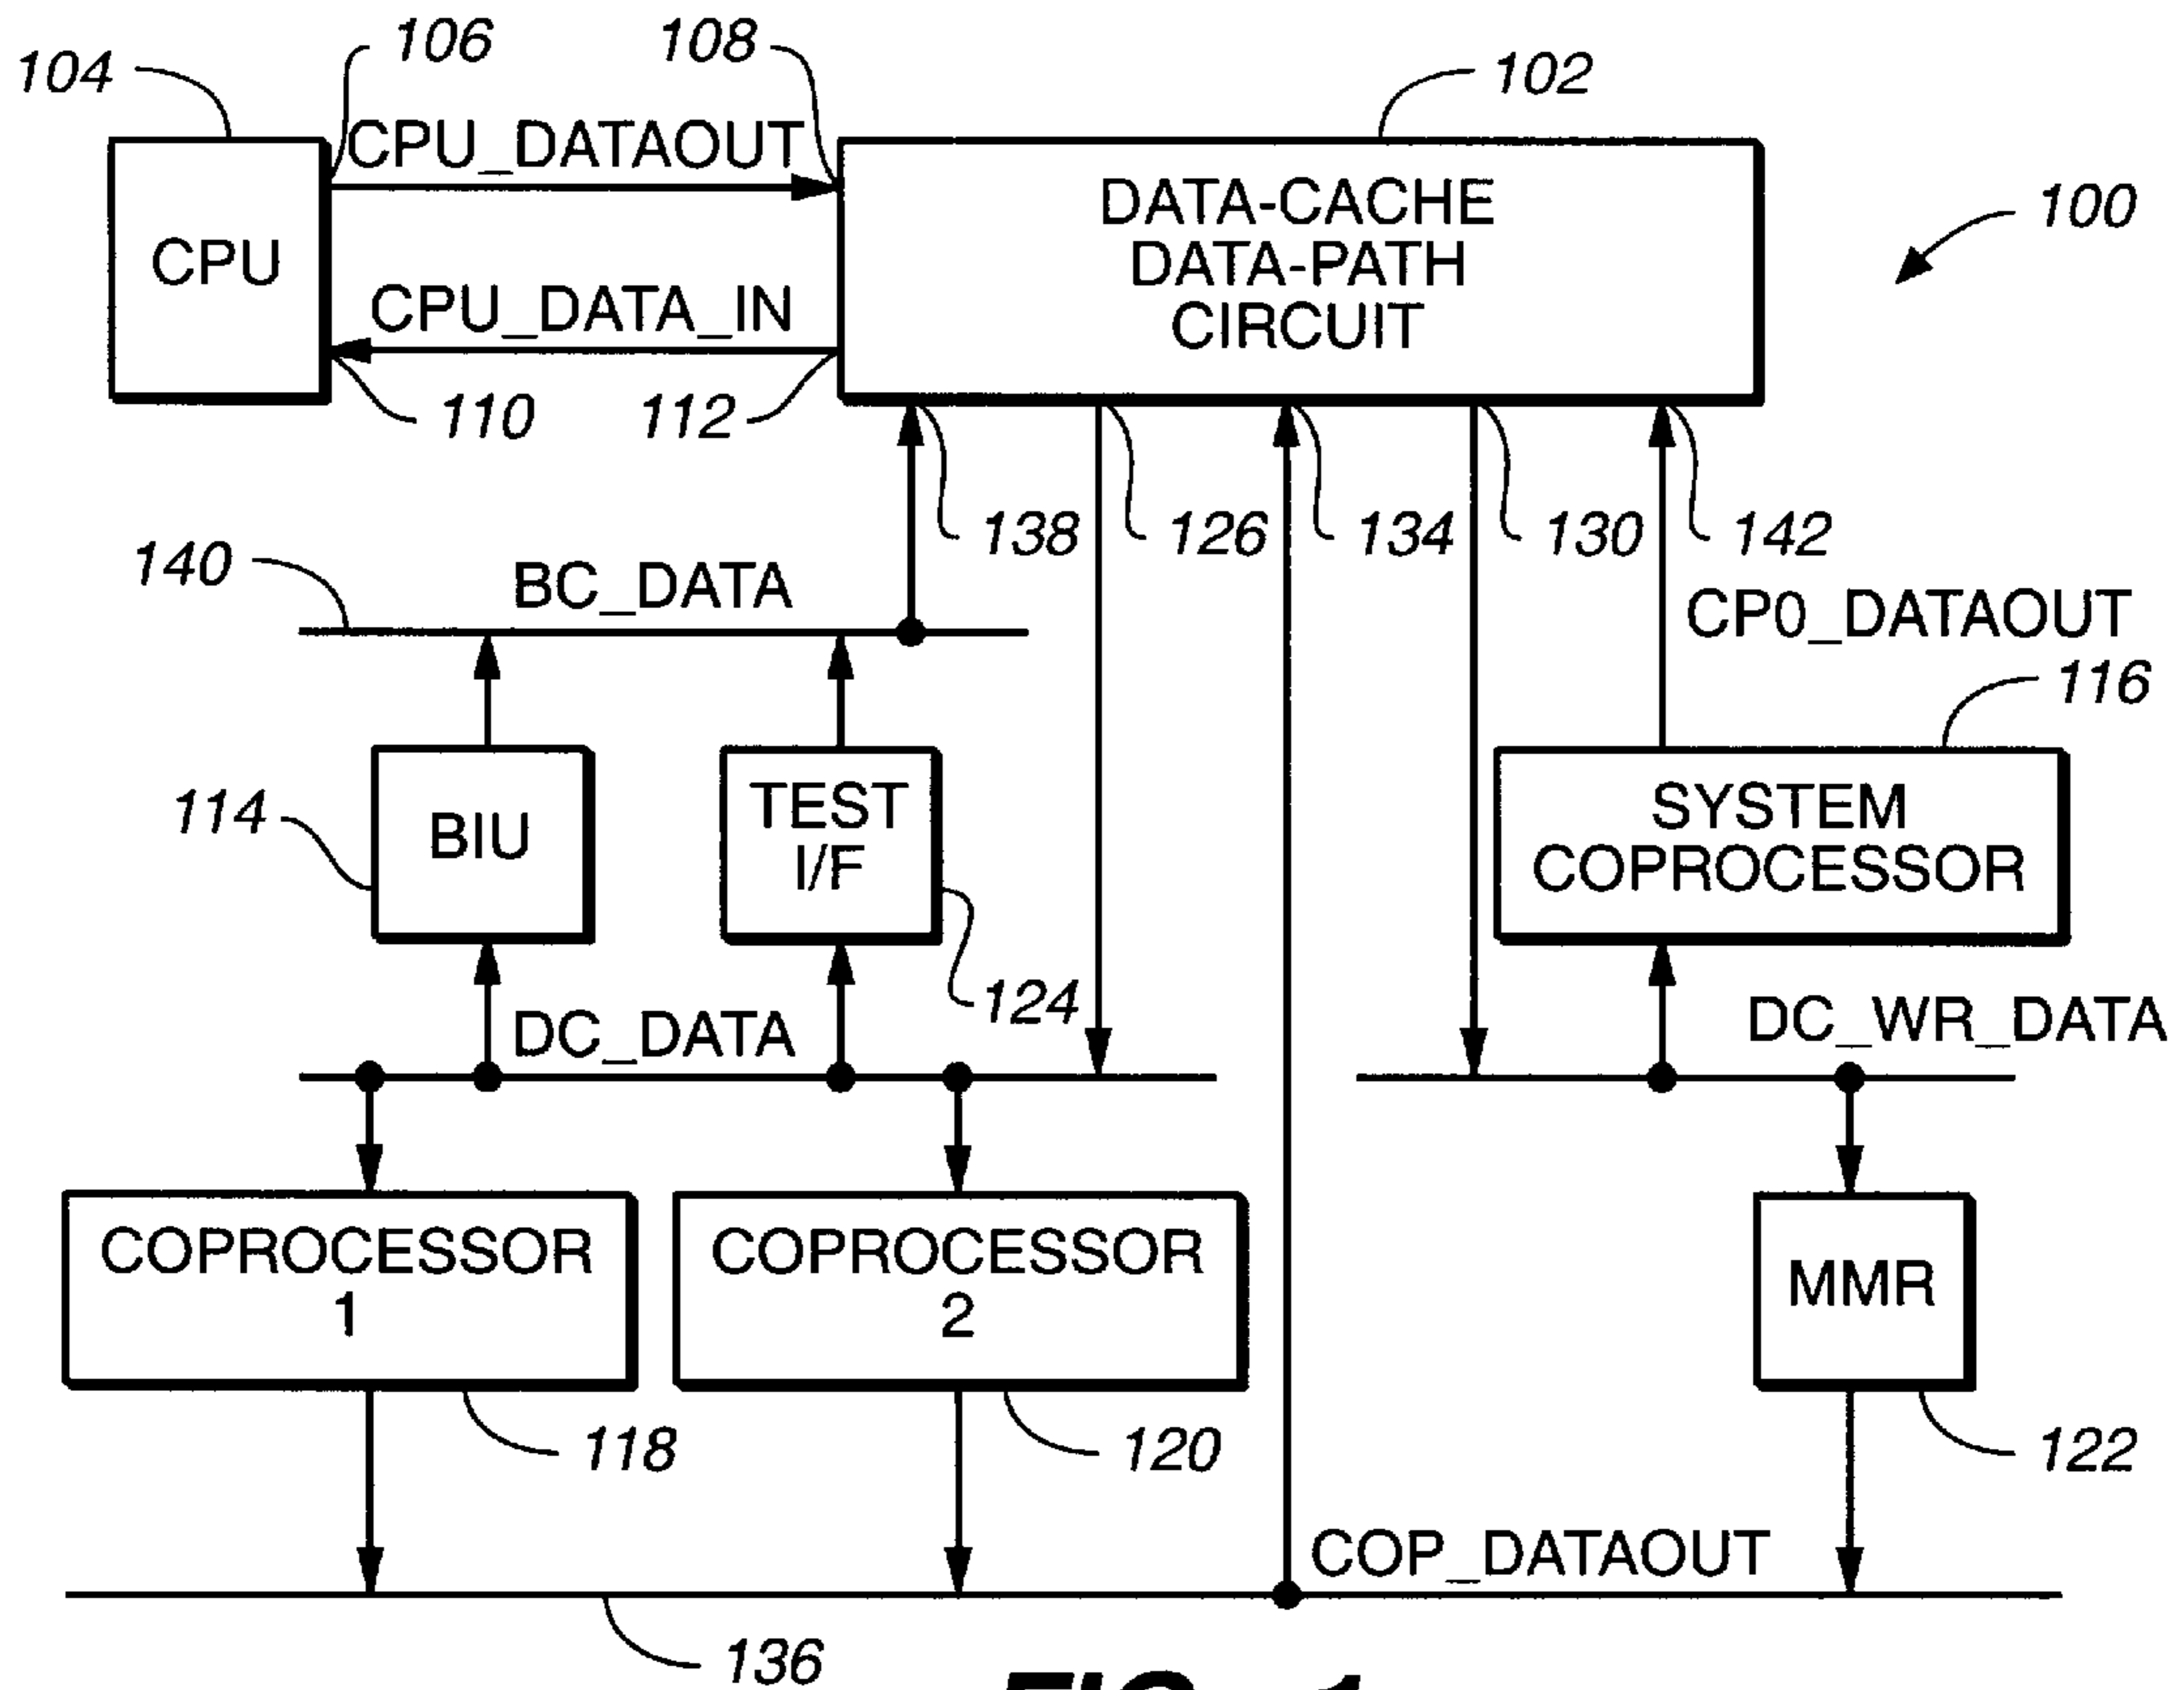 106
108
104
102
CPU_DATAOUT
DATA-CACHE
DATA-PATH
CIRCUIT
100
CPU
CPU_DATA_IN
110
112
138
126
134
130
142
140
BC_DATA
CP0_DATAOUT
116
114
BIU
TEST
I/F
SYSTEM
COPROCESSOR
124
DC_DATA
DC_WR_DATA
COPROCESSOR
1
COPROCESSOR
2
MMR
118
120
122
COP_DATAOUT
136
FIG. 1